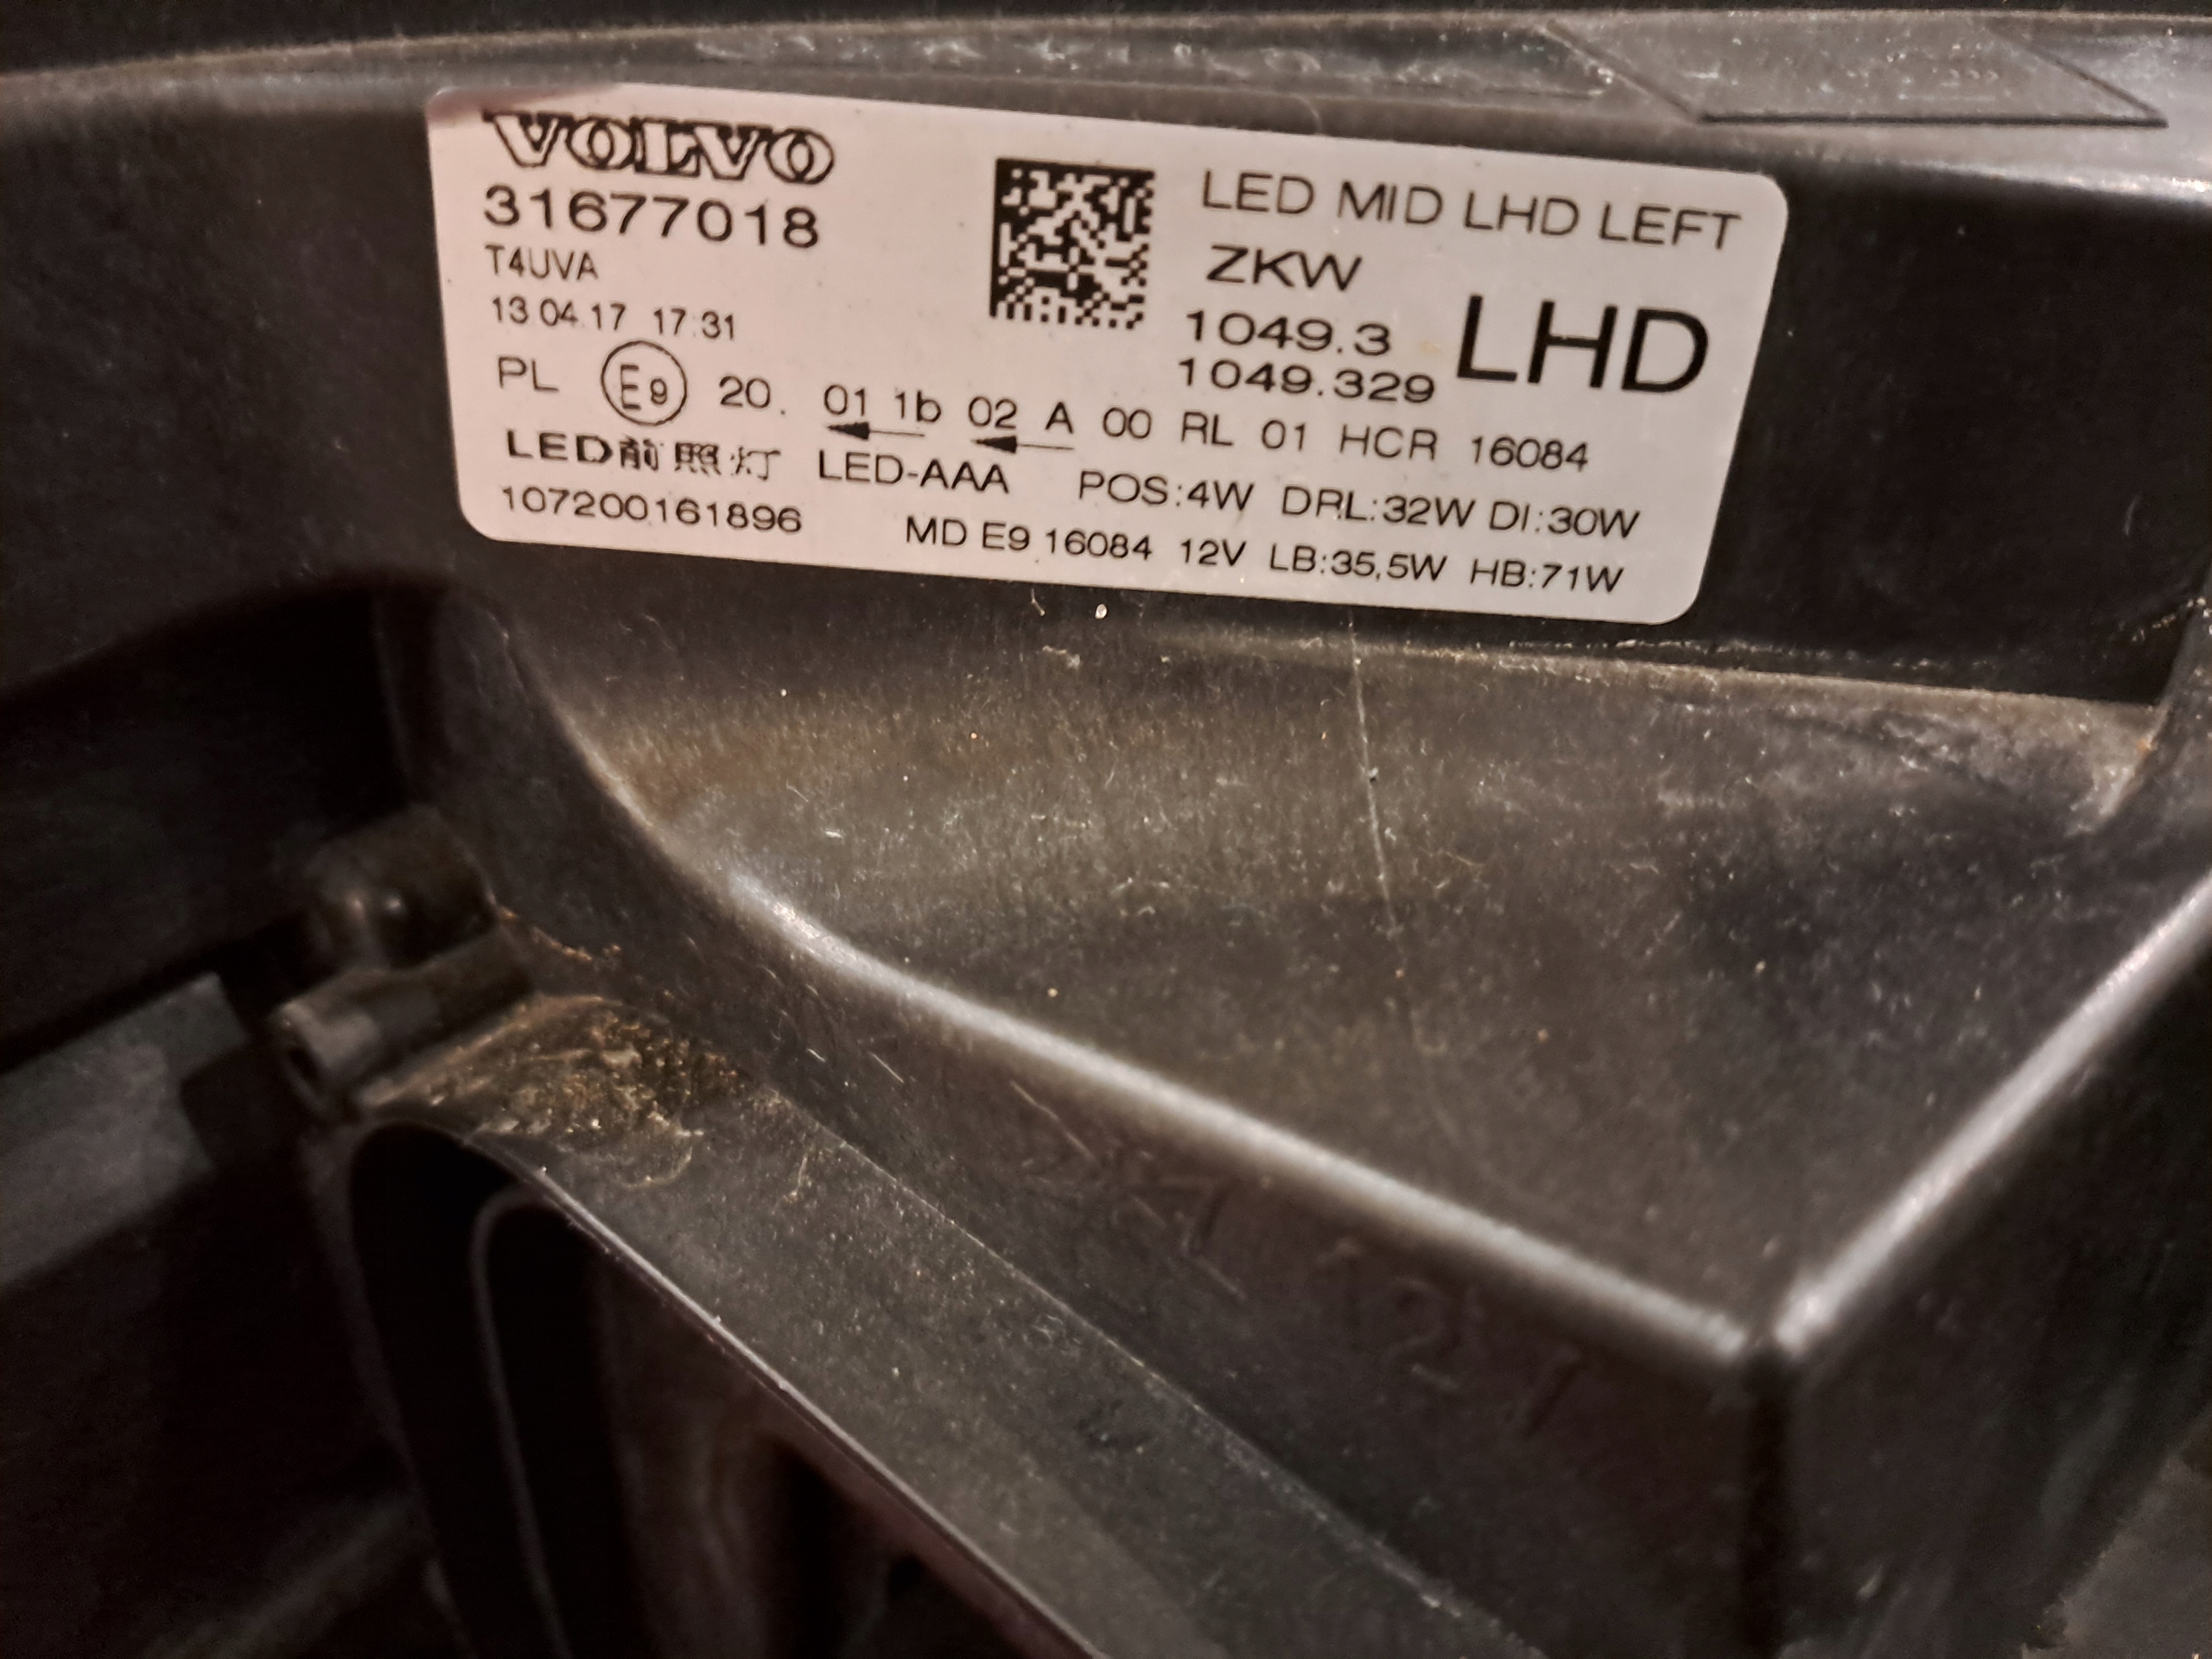 VOLVO
31677018
T4UVA
13 04 17 17:31
LED MID LHD LEFT
ZKW
1049.3
1049.329
LHD
PL E9 20. 01 1b 02 A 00 RL 01 HCR 16084
LED前照灯 LED-AAA POS:4W DRL:32W DI:30W
107200161896 MD E9 16084 12V LB:35,5W HB:71W